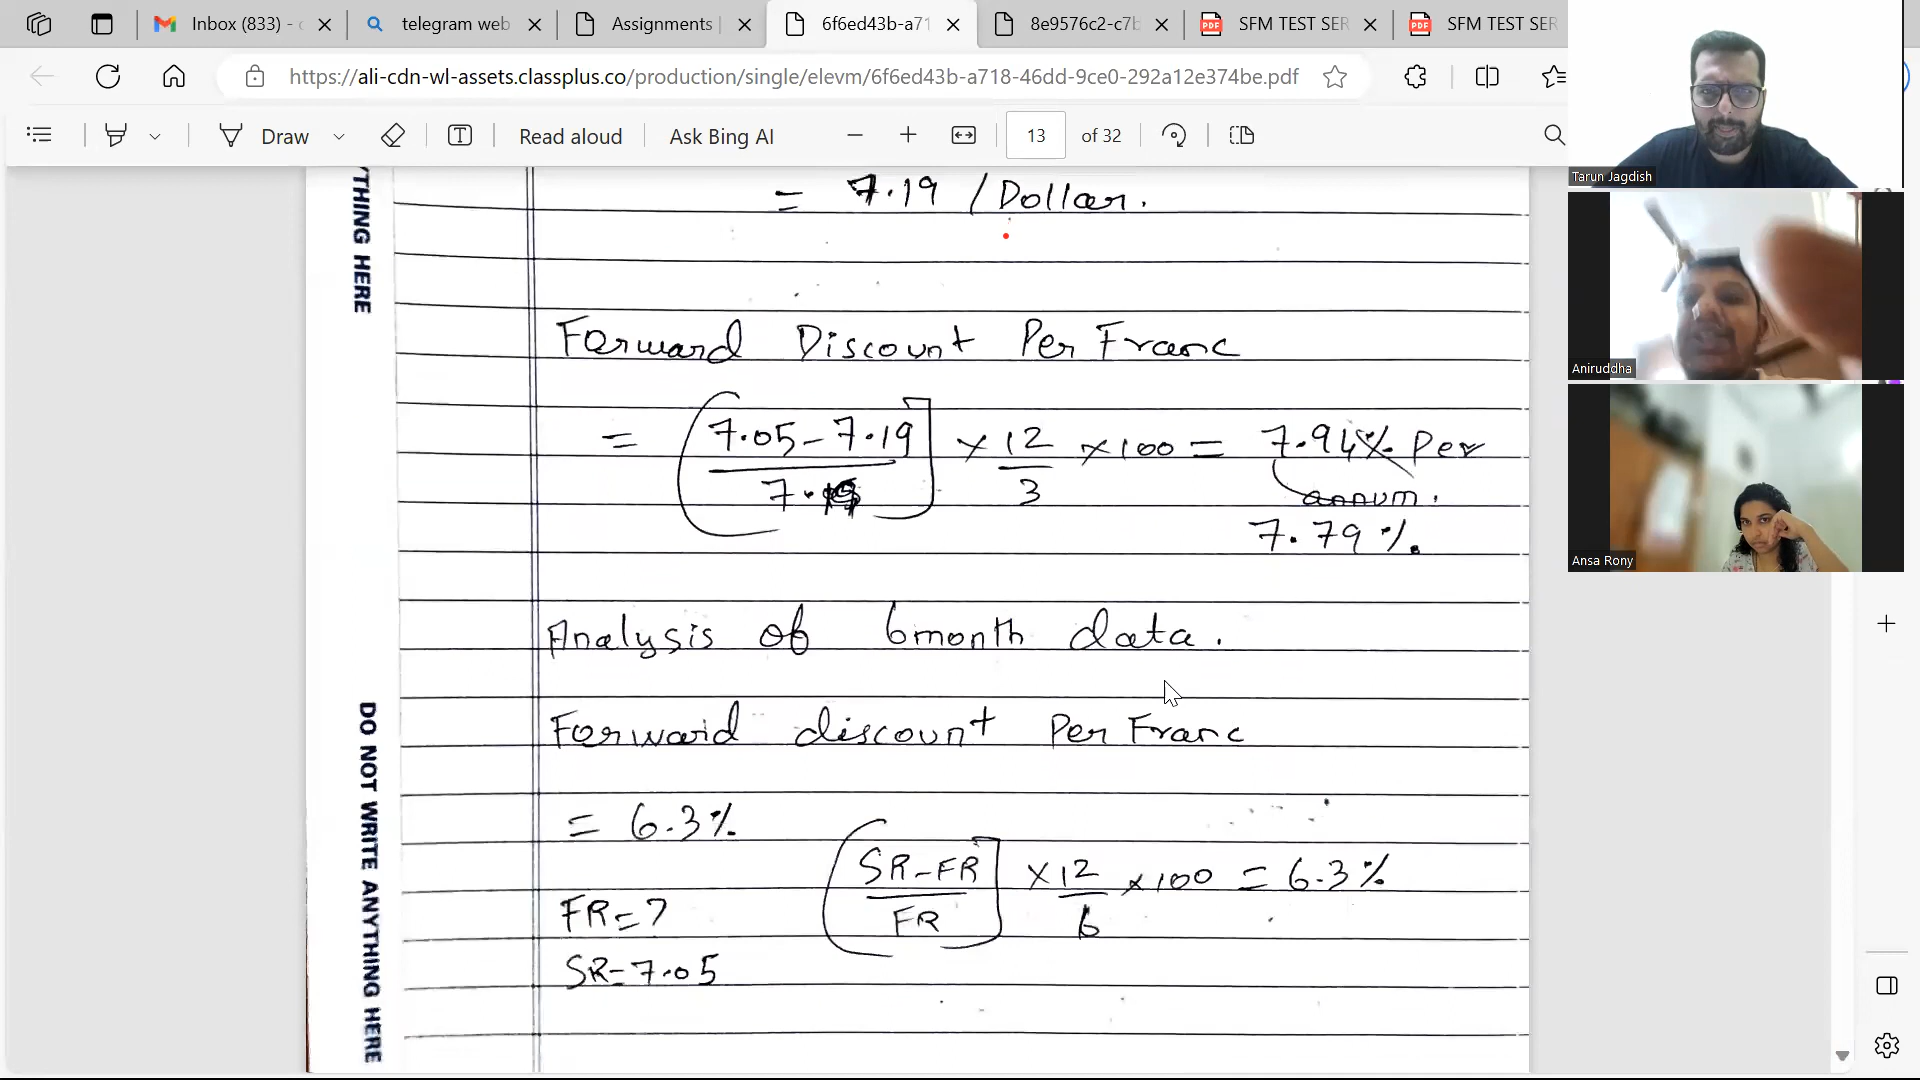 Inbox (833) - c
telegram web
Assignments |
6f6ed43b-a71
8e9576c2-c7b
SFM TEST SER
SFM TEST SER
https://ali-cdn-wl-assets.classplus.co/production/single/elevm/6f6ed43b-a718-46dd-9ce0-292a12e374be.pdf
Draw
Read aloud
Ask Bing AI
13 of 32
YTHING HERE
= 7.19 / Dollar.
Forward Discount Per Franc
= (7.05 - 7.19 / 7.19) × 12/3 × 100 = 7.94% Per
annum.
7.79 %.
Analysis of 6 month data.
Forward discount Per Franc
= 6.3%
(SR - FR / FR) × 12/6 × 100 = 6.3%
FR = ?
SR = 7.05
DO NOT WRITE ANYTHING HERE
Tarun Jagdish
Aniruddha
Ansa Rony